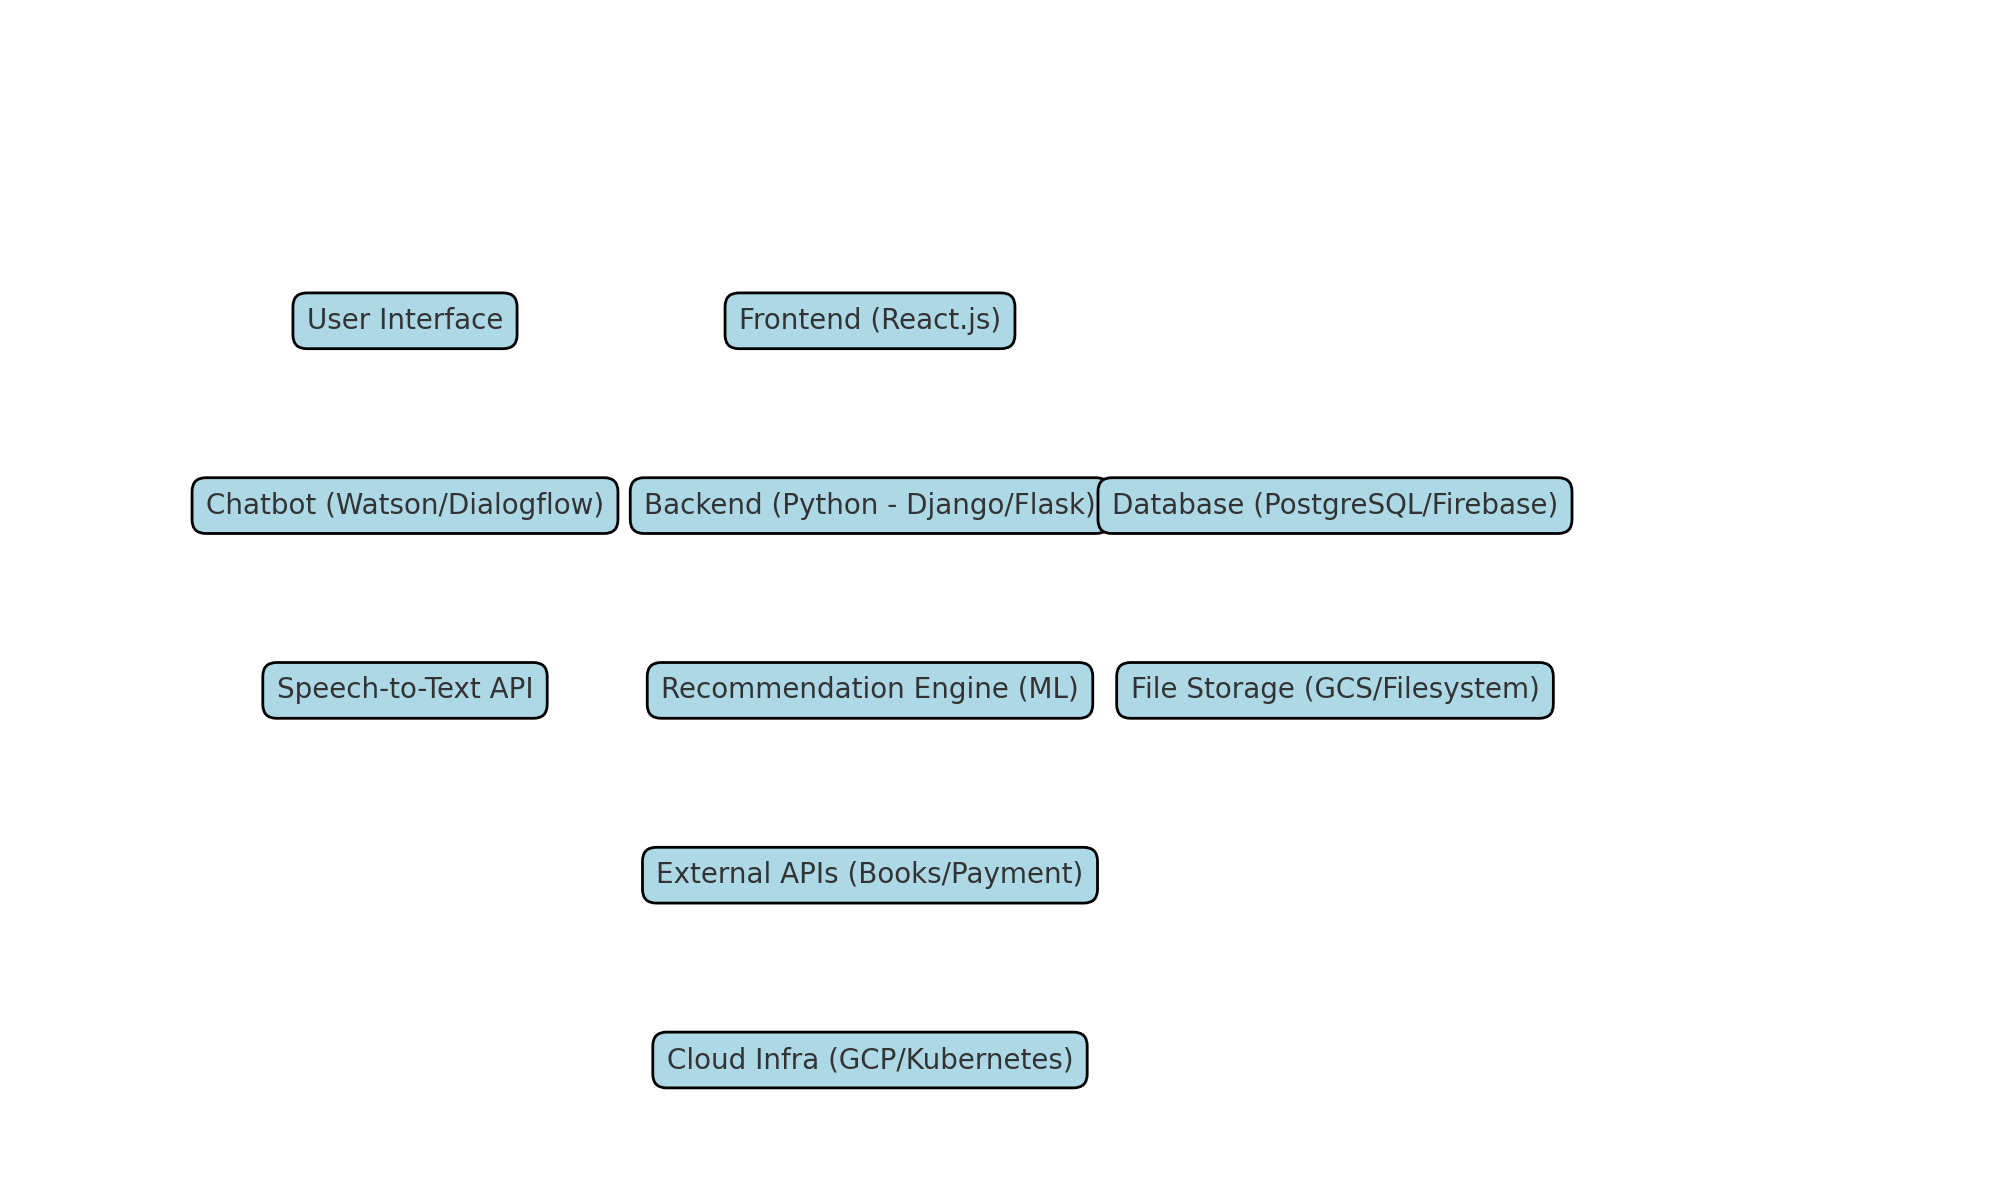 User Interface
Frontend (React.js)
Chatbot (Watson/Dialogflow)
Backend (Python - Django/Flask)
Database (PostgreSQL/Firebase)
Speech-to-Text API
Recommendation Engine (ML)
File Storage (GCS/Filesystem)
External APIs (Books/Payment)
Cloud Infra (GCP/Kubernetes)